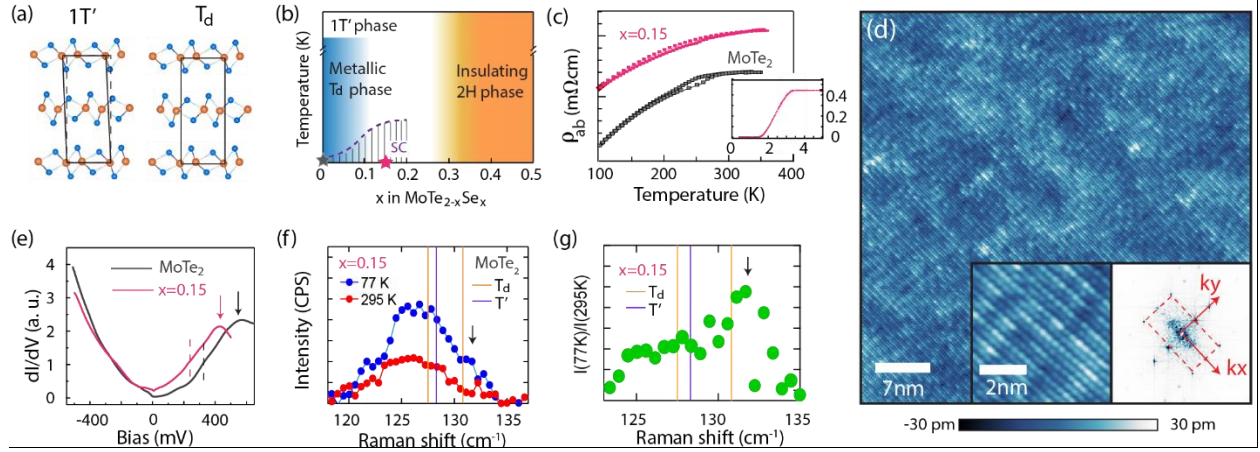 (a)
1T'
Td
(b)
Temperature (K)
1T' phase
Metallic
Td phase
Insulating
2H phase
SC
0.0
0.1
0.2
0.3
0.4
0.5
x in MoTe2-xSex
(c)
ρab (mΩcm)
x=0.15
MoTe2
0.4
0.2
0
2
4
100
200
300
400
Temperature (K)
(d)
7nm
2nm
ky
kx
-30 pm
30 pm
(e)
dI/dV (a. u.)
4
3
2
1
0
MoTe2
x=0.15
-400
0
400
Bias (mV)
(f)
Intensity (CPS)
x=0.15
77 K
295 K
MoTe2
Td
T'
120
125
130
135
Raman shift (cm-1)
(g)
I(77K)/I(295K)
x=0.15
Td
T'
125
130
135
Raman shift (cm-1)